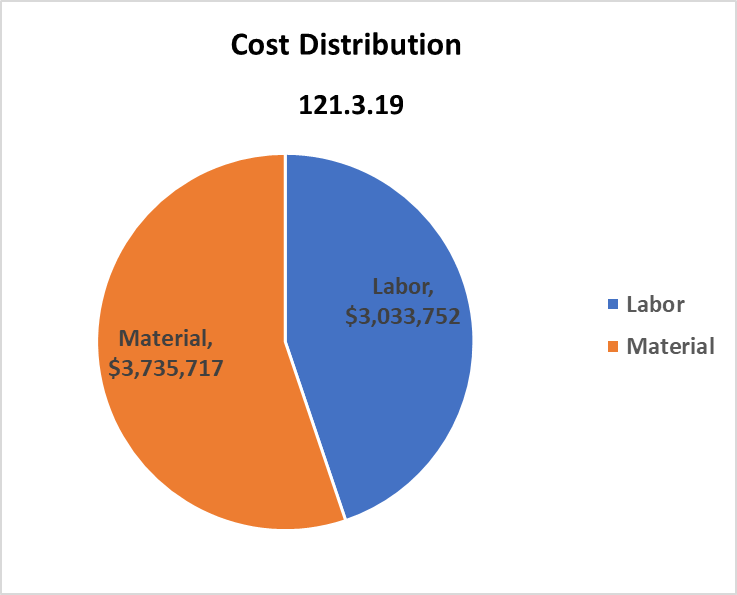 Cost Distribution
121.3.19
Labor,
$3,033,752
Material,
$3,735,717
Labor
Material